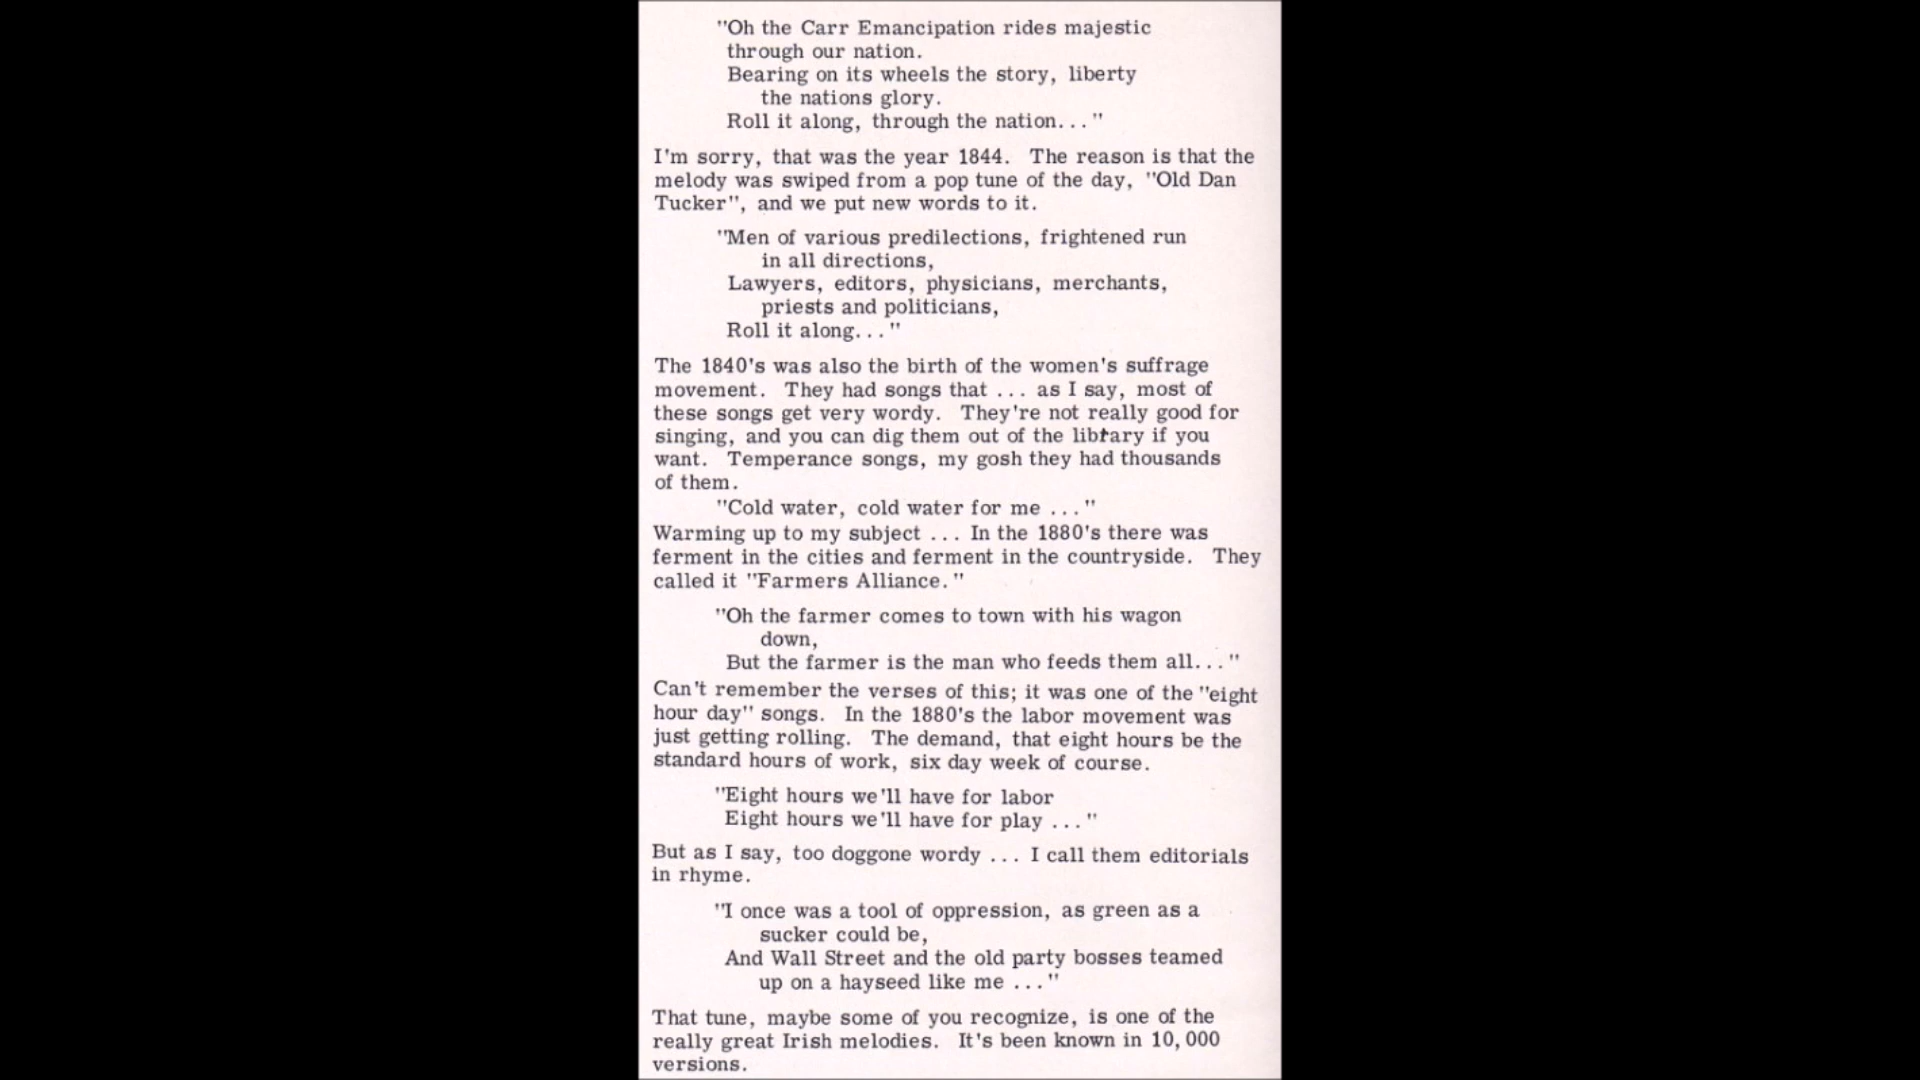 "Oh the Carr Emancipation rides majestic
through our nation.
Bearing on its wheels the story, liberty
the nations glory.
Roll it along, through the nation..."
I'm sorry, that was the year 1844. The reason is that the
melody was swiped from a pop tune of the day, "Old Dan
Tucker", and we put new words to it.
"Men of various predilections, frightened run
in all directions,
Lawyers, editors, physicians, merchants,
priests and politicians,
Roll it along..."
The 1840's was also the birth of the women's suffrage
movement. They had songs that ... as I say, most of
these songs get very wordy. They're not really good for
singing, and you can dig them out of the library if you
want. Temperance songs, my gosh they had thousands
of them.
"Cold water, cold water for me ..."
Warming up to my subject ... In the 1880's there was
ferment in the cities and ferment in the countryside. They
called it "Farmers Alliance."
"Oh the farmer comes to town with his wagon
down,
But the farmer is the man who feeds them all..."
Can't remember the verses of this; it was one of the "eight
hour day" songs. In the 1880's the labor movement was
just getting rolling. The demand, that eight hours be the
standard hours of work, six day week of course.
"Eight hours we'll have for labor
Eight hours we'll have for play ..."
But as I say, too doggone wordy ... I call them editorials
in rhyme.
"I once was a tool of oppression, as green as a
sucker could be,
And Wall Street and the old party bosses teamed
up on a hayseed like me ..."
That tune, maybe some of you recognize, is one of the
really great Irish melodies. It's been known in 10,000
versions.